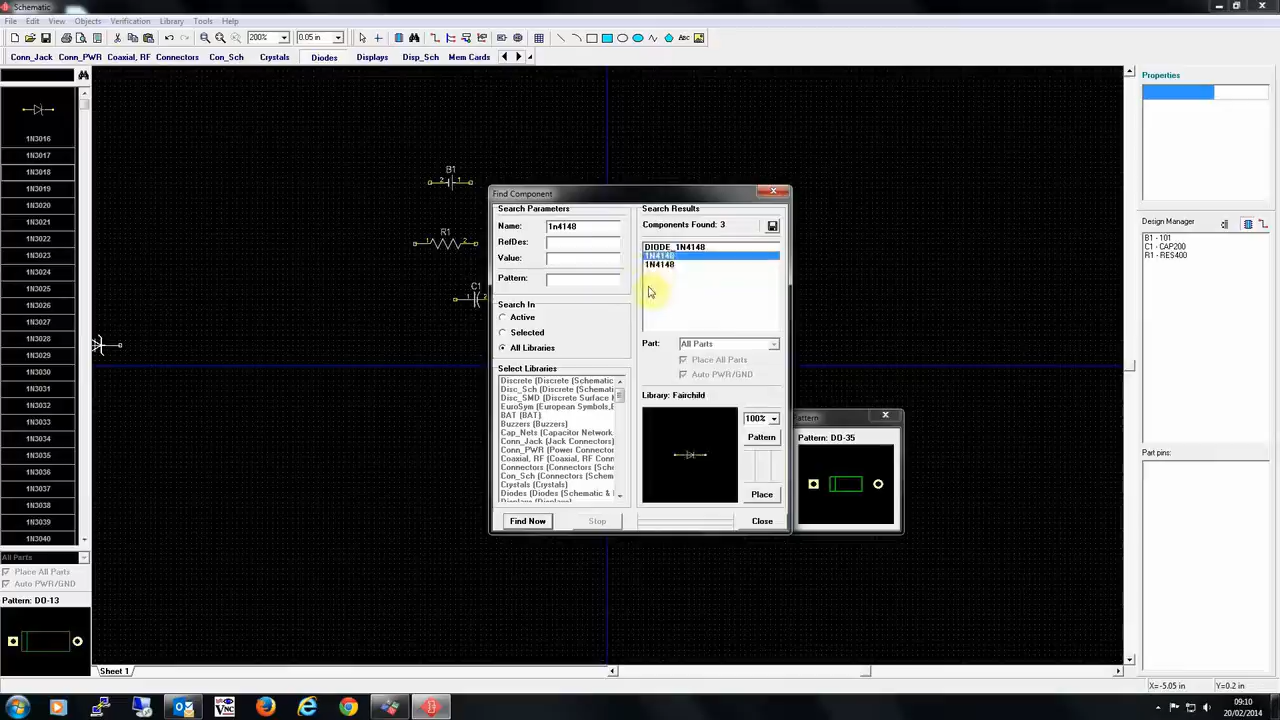 Schematic
File Edit View Objects Verification Library Tools Help
200% 0.05 in Abc
Conn_Jack Conn_PWR Coaxial, RF Connectors Con_Sch Crystals Diodes Displays Disp_Sch Mem Cards
1N3016
1N3017
1N3018
1N3019
1N3020
1N3021
1N3022
1N3023
1N3024
1N3025
1N3026
1N3027
1N3028
1N3029
1N3030
1N3031
1N3032
1N3033
1N3034
1N3035
1N3036
1N3037
1N3038
1N3039
1N3040
All Parts
Place All Parts
Auto PWR/GND
Pattern: DO-13
B1
2 1
R1
1 2
C1
1 2
Find Component
Search Parameters
Name: 1n4148
RefDes:
Value:
Pattern:
Search In
Active
Selected
All Libraries
Select Libraries
Discrete (Discrete (Schematic
Disc_Sch (Discrete (Schemati
Disc_SMD (Discrete Surface I
EuroSym (European Symbols,E
BAT (BAT)
Buzzers (Buzzers)
Cap_Nets (Capacitor Network
Conn_Jack (Jack Connectors)
Conn_PWR (Power Connector
Coaxial, RF (Coaxial, RF Conn
Connectors (Connectors (Sche
Con_Sch (Connectors (Schem
Crystals (Crystals)
Diodes (Diodes (Schematic &
Find Now Stop
Search Results
Components Found: 3
DIODE_1N4148
1N4148
1N4148
Part: All Parts
Place All Parts
Auto PWR/GND
Library: Fairchild
100%
Pattern
Place
Close
Pattern: DO-35
Properties
Design Manager
B1 - 101
C1 - CAP200
R1 - RES400
Part pins:
Sheet 1
X=-5.05 in Y=0.2 in
09:10
20/02/2014